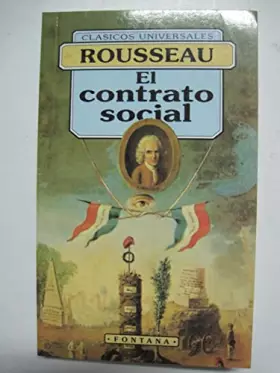 CLASICOS UNIVERSALES
ROUSSEAU
El
contrato
social
• FONTANA •